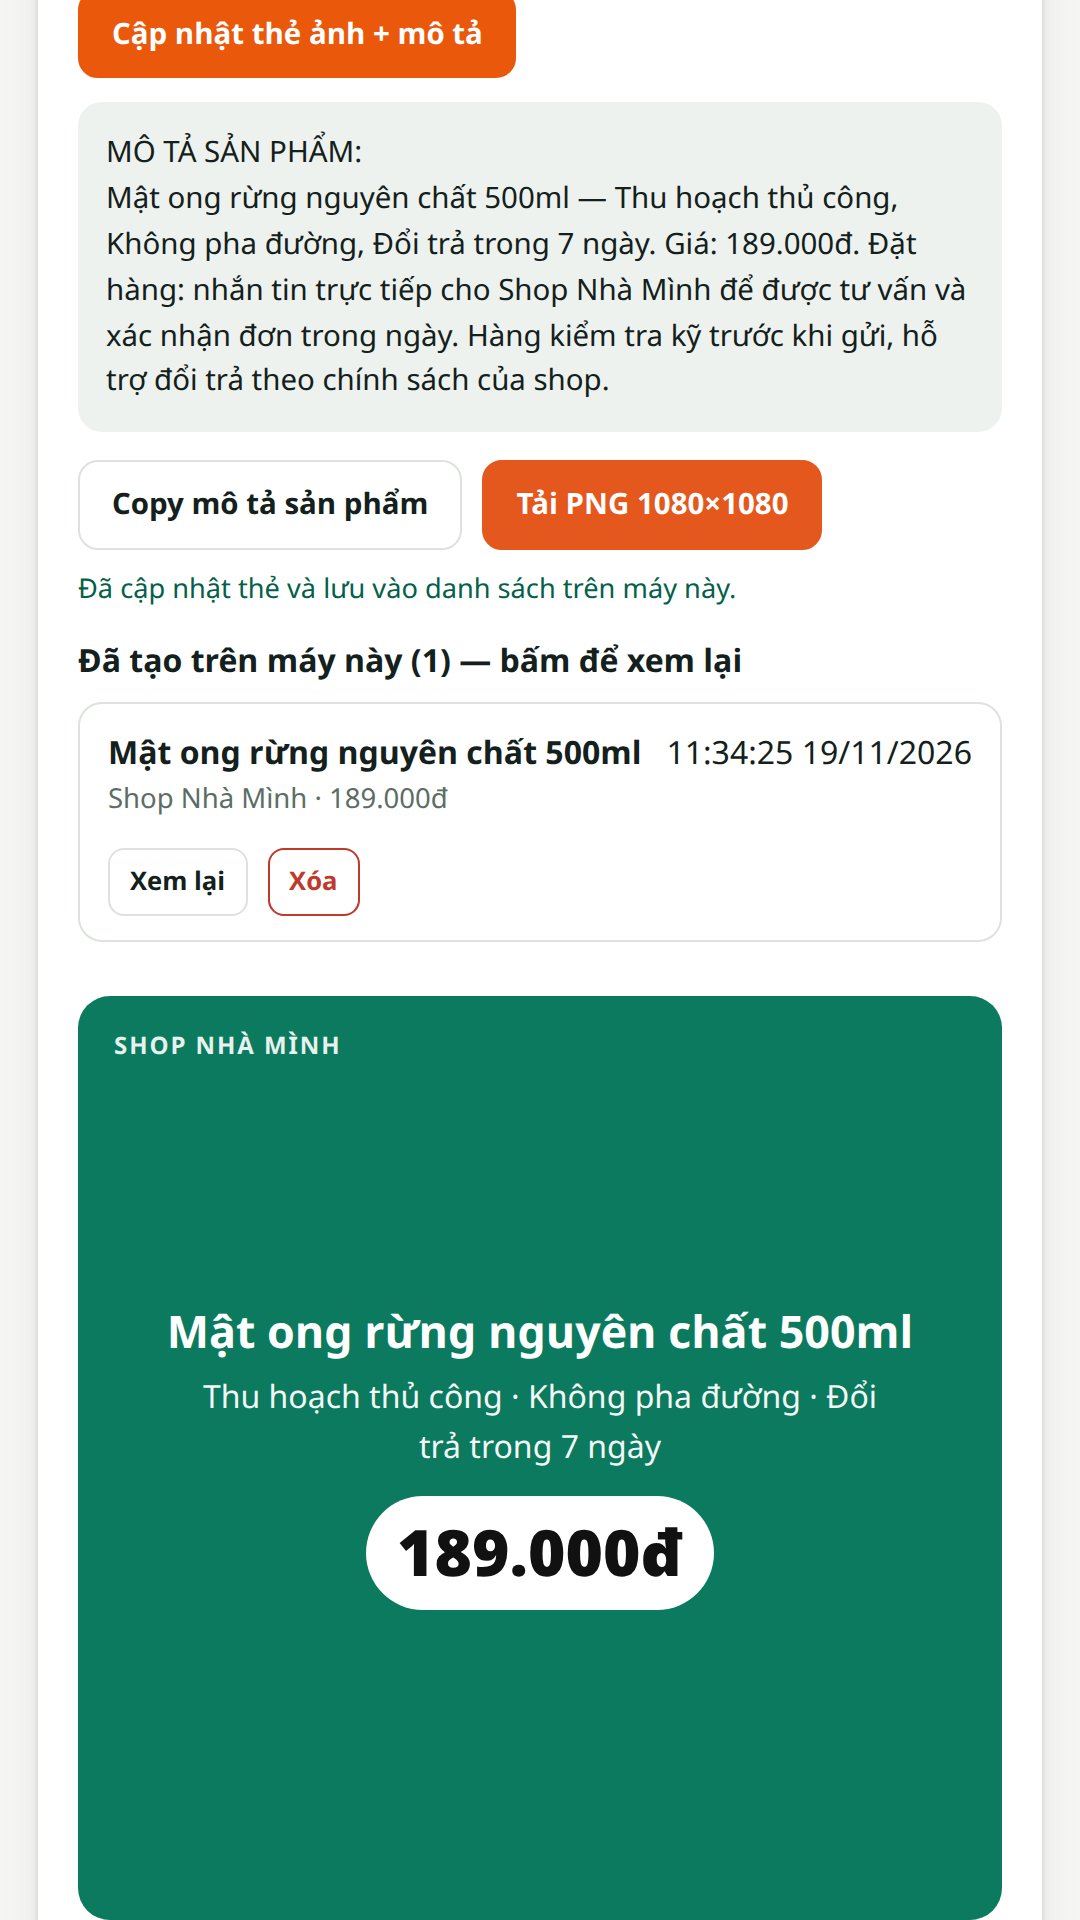 Cập nhật thẻ ảnh + mô tả
MÔ TẢ SẢN PHẨM:
Mật ong rừng nguyên chất 500ml — Thu hoạch thủ công,
Không pha đường, Đổi trả trong 7 ngày. Giá: 189.000đ. Đặt
hàng: nhắn tin trực tiếp cho Shop Nhà Mình để được tư vấn và
xác nhận đơn trong ngày. Hàng kiểm tra kỹ trước khi gửi, hỗ
trợ đổi trả theo chính sách của shop.
Copy mô tả sản phẩm
Tải PNG 1080×1080
Đã cập nhật thẻ và lưu vào danh sách trên máy này.
Đã tạo trên máy này (1) — bấm để xem lại
Mật ong rừng nguyên chất 500ml 11:34:25 19/11/2026
Shop Nhà Mình · 189.000đ
Xem lại
Xóa
SHOP NHÀ MÌNH
Mật ong rừng nguyên chất 500ml
Thu hoạch thủ công · Không pha đường · Đổi
trả trong 7 ngày
189.000đ